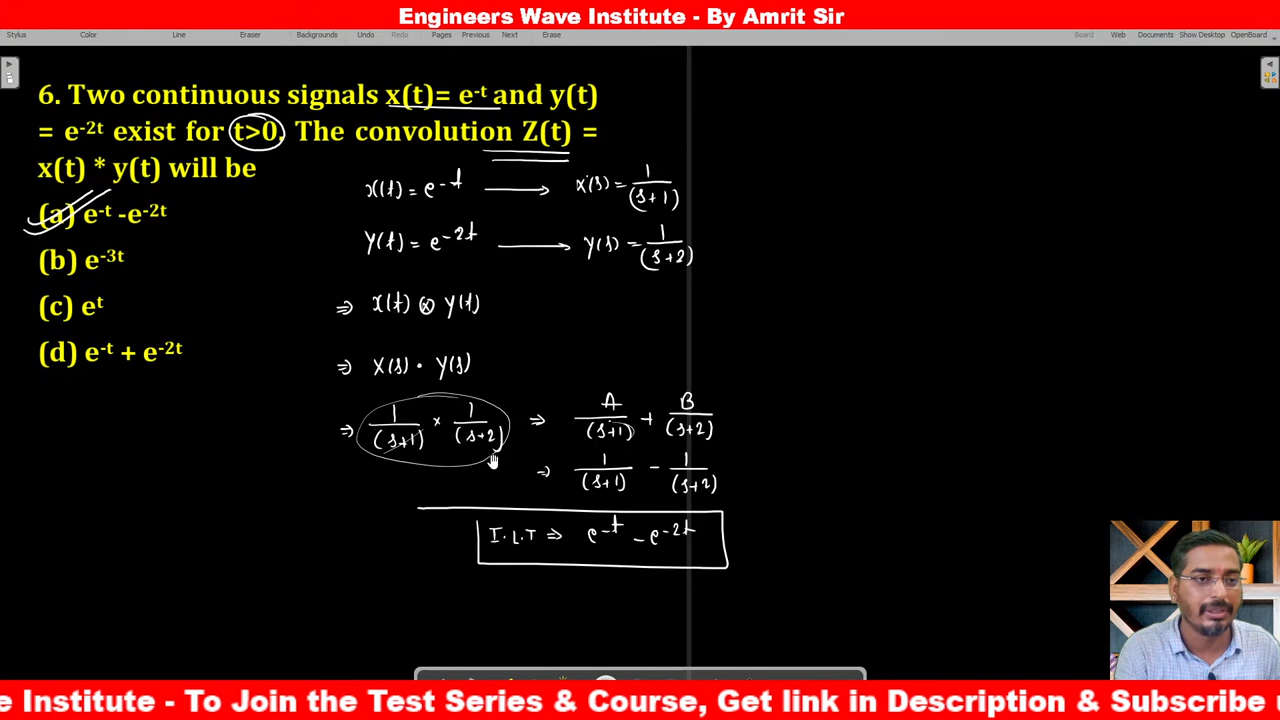 Engineers Wave Institute - By Amrit Sir
Stylus Color Line Eraser Backgrounds Undo Redo Pages Previous Next Erase Board Web Documents Show Desktop OpenBoard
6. Two continuous signals x(t)= e⁻ᵗ and y(t)
= e⁻²ᵗ exist for t>0. The convolution Z(t) =
x(t) * y(t) will be
(a) e⁻ᵗ -e⁻²ᵗ
(b) e⁻³ᵗ
(c) eᵗ
(d) e⁻ᵗ + e⁻²ᵗ
x(t) = e⁻ᵗ ⟶ x(s) = 1/(s+1)
y(t) = e⁻²ᵗ ⟶ y(s) = 1/(s+2)
⇒ x(t) ⊗ y(t)
⇒ X(s) · Y(s)
⇒ 1/(s+1) × 1/(s+2) ⇒ A/(s+1) + B/(s+2)
⇒ 1/(s+1) − 1/(s+2)
I.L.T ⇒ e⁻ᵗ − e⁻²ᵗ
e Institute - To Join the Test Series & Course, Get link in Description & Subscribe